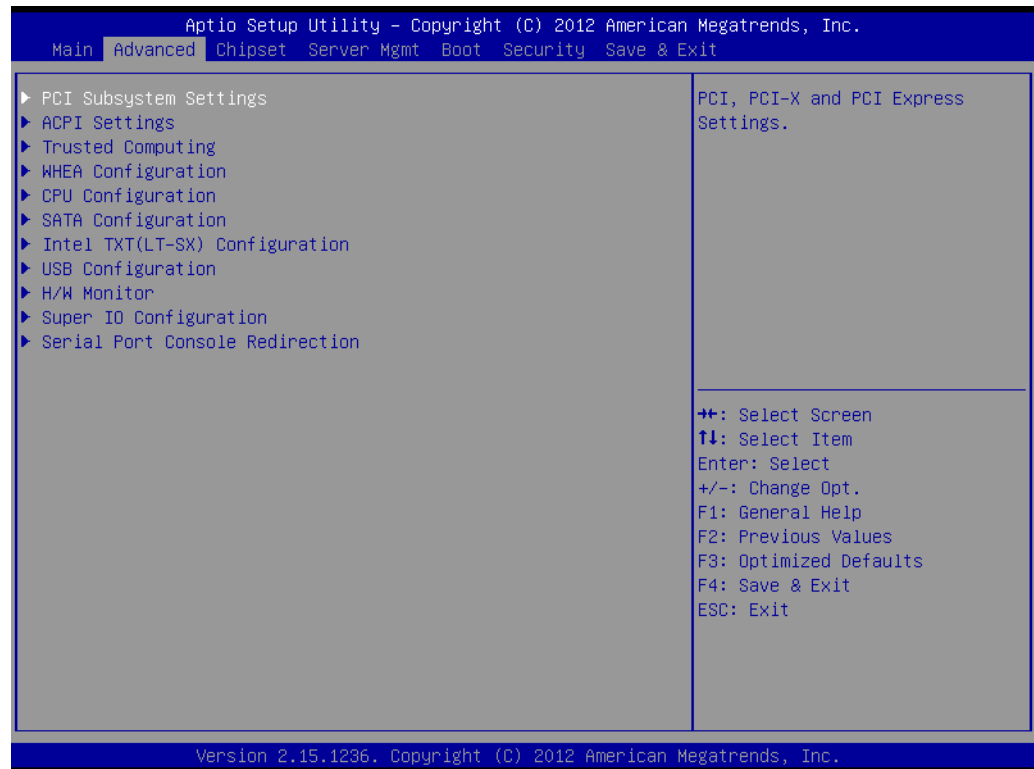 Aptio Setup Utility – Copyright (C) 2012 American Megatrends, Inc.
Main Advanced Chipset Server Mgmt Boot Security Save & Exit
▶ PCI Subsystem Settings
▶ ACPI Settings
▶ Trusted Computing
▶ WHEA Configuration
▶ CPU Configuration
▶ SATA Configuration
▶ Intel TXT(LT-SX) Configuration
▶ USB Configuration
▶ H/W Monitor
▶ Super IO Configuration
▶ Serial Port Console Redirection
PCI, PCI-X and PCI Express
Settings.
→←: Select Screen
↑↓: Select Item
Enter: Select
+/-: Change Opt.
F1: General Help
F2: Previous Values
F3: Optimized Defaults
F4: Save & Exit
ESC: Exit
Version 2.15.1236. Copyright (C) 2012 American Megatrends, Inc.